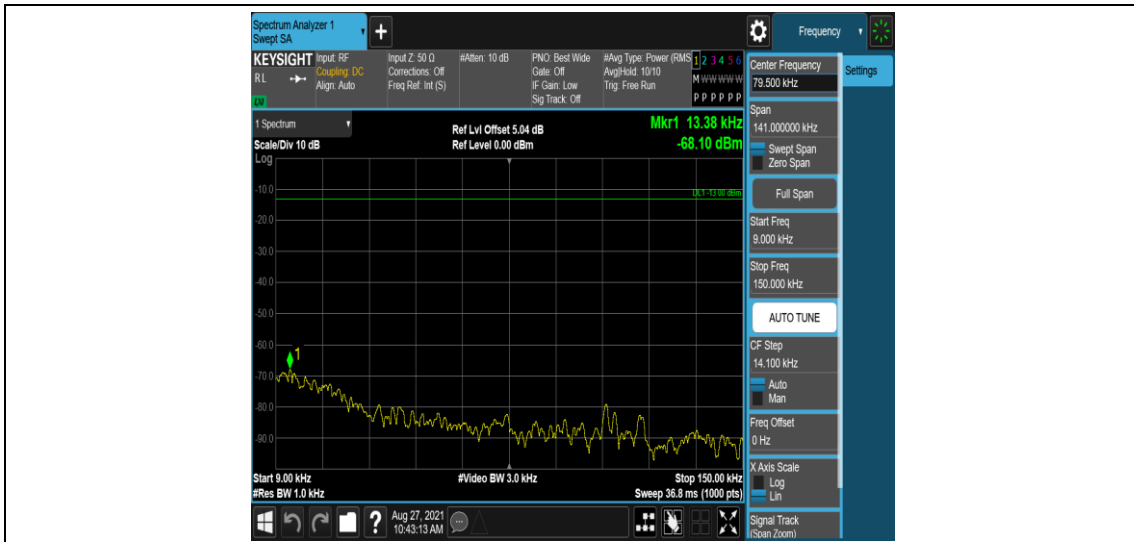 Spectrum Analyzer 1
Swept SA
+
Frequency
KEYSIGHT
RL
LXI
Input: RF
Coupling: DC
Align: Auto
Input Z: 50 Ω
Corrections: Off
Freq Ref: Int (S)
#Atten: 10 dB
PNO: Best Wide
Gate: Off
IF Gain: Low
Sig Track: Off
#Avg Type: Power (RMS
Avg|Hold: 10/10
Trig: Free Run
1 2 3 4 5 6
M W W W W W
P P P P P P
1 Spectrum
Scale/Div 10 dB
Ref Lvl Offset 5.04 dB
Ref Level 0.00 dBm
Mkr1 13.38 kHz
-68.10 dBm
Log
DL1 -13.00 dBm
-10.0
-20.0
-30.0
-40.0
-50.0
-60.0
-70.0
-80.0
-90.0
1
Start 9.00 kHz
#Video BW 3.0 kHz
Stop 150.00 kHz
#Res BW 1.0 kHz
Sweep 36.8 ms (1000 pts)
?
Aug 27, 2021
10:43:13 AM
Center Frequency
79.500 kHz
Settings
Span
141.000000 kHz
Swept Span
Zero Span
Full Span
Start Freq
9.000 kHz
Stop Freq
150.000 kHz
AUTO TUNE
CF Step
14.100 kHz
Auto
Man
Freq Offset
0 Hz
X Axis Scale
Log
Lin
Signal Track
(Span Zoom)